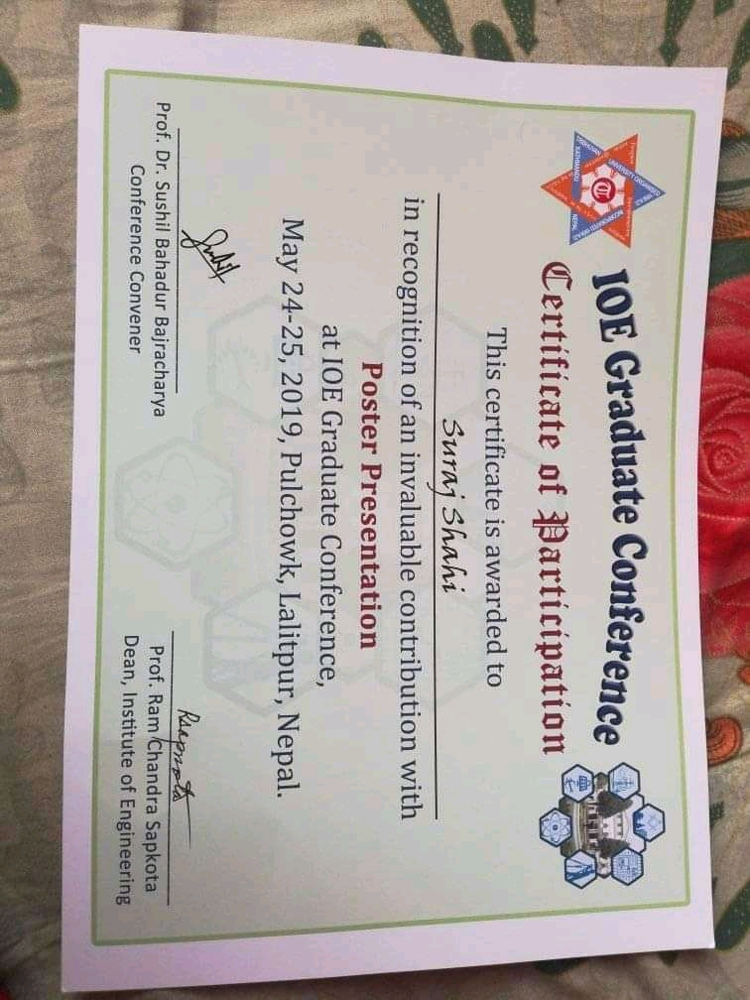 IOE Graduate Conference
Certificate of Participation
This certificate is awarded to
Suraj Shahi
in recognition of an invaluable contribution with
Poster Presentation
at IOE Graduate Conference,
May 24-25, 2019, Pulchowk, Lalitpur, Nepal.
Prof. Dr. Sushil Bahadur Bajracharya
Conference Convener
Prof. Ram Chandra Sapkota
Dean, Institute of Engineering